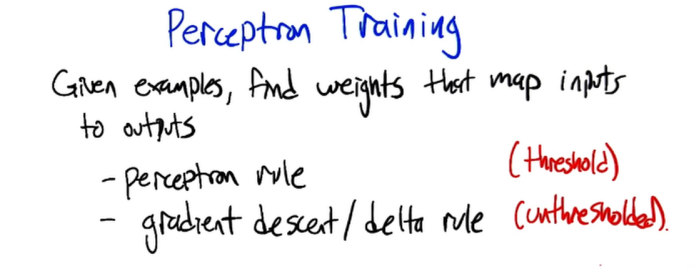 Perceptron Training
Given examples, find weights that map inputs
to outputs
- perceptron rule (threshold)
- gradient descent / delta rule (unthresholded).